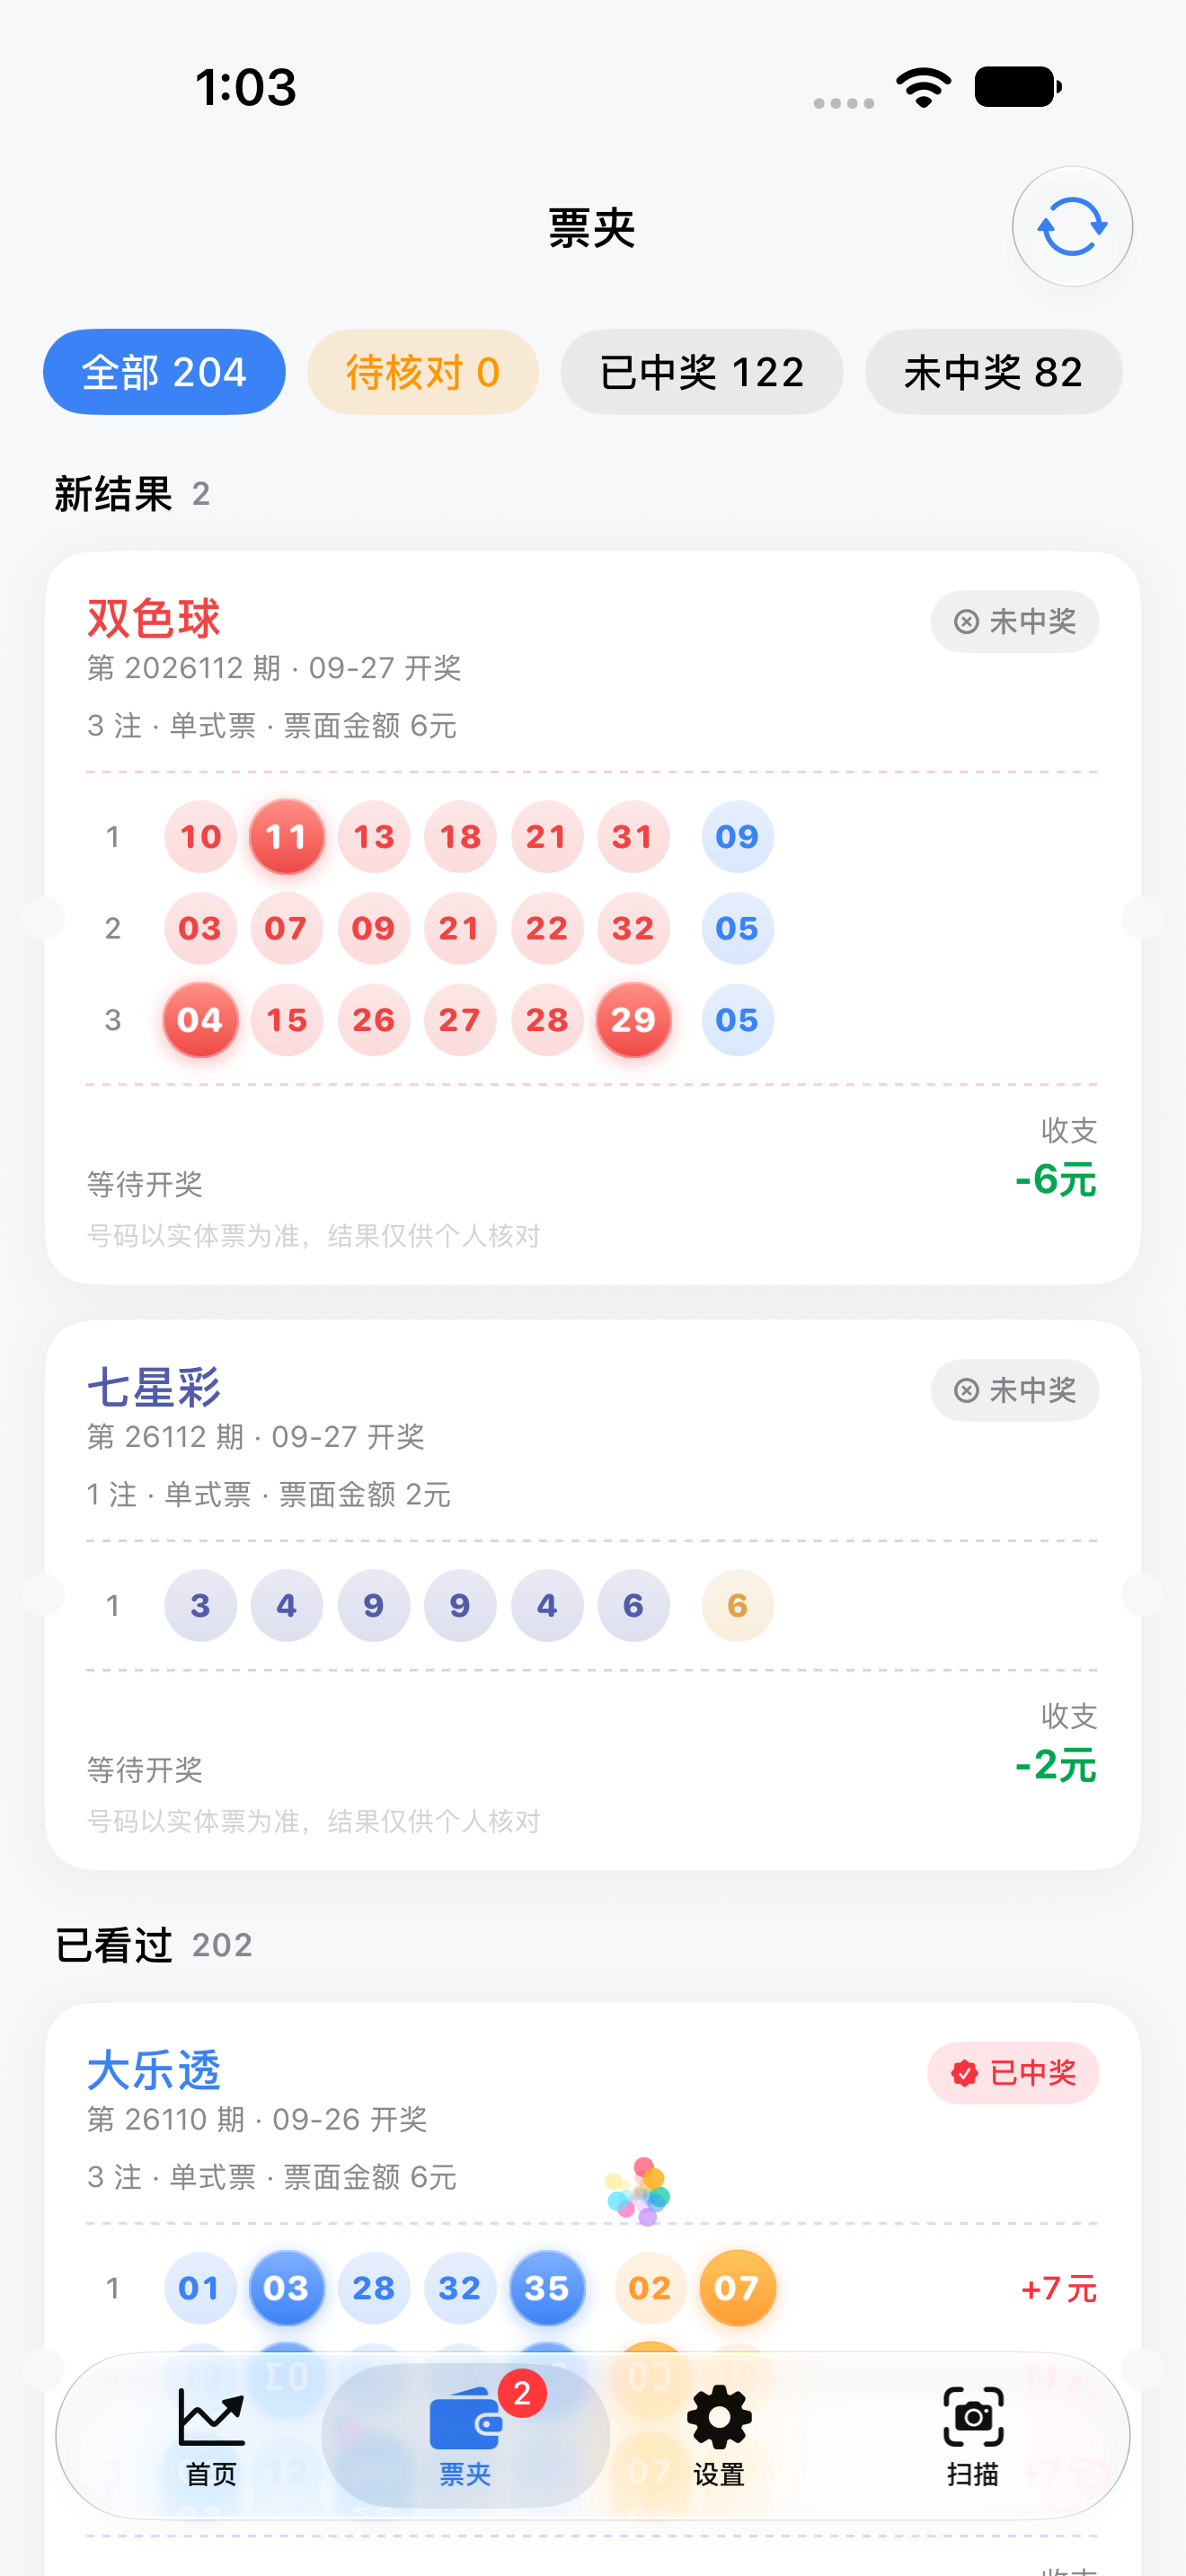 1:03
票夹
全部 204 待核对 0 已中奖 122 未中奖 82
新结果 2
双色球 未中奖
第 2026112 期 · 09-27 开奖
3 注 · 单式票 · 票面金额 6元
1 10 11 13 18 21 31 09
2 03 07 09 21 22 32 05
3 04 15 26 27 28 29 05
收支
等待开奖 -6元
号码以实体票为准，结果仅供个人核对
七星彩 未中奖
第 26112 期 · 09-27 开奖
1 注 · 单式票 · 票面金额 2元
1 3 4 9 9 4 6 6
收支
等待开奖 -2元
号码以实体票为准，结果仅供个人核对
已看过 202
大乐透 已中奖
第 26110 期 · 09-26 开奖
3 注 · 单式票 · 票面金额 6元
1 01 03 28 32 35 02 07 +7元
2
首页 票夹 设置 扫描